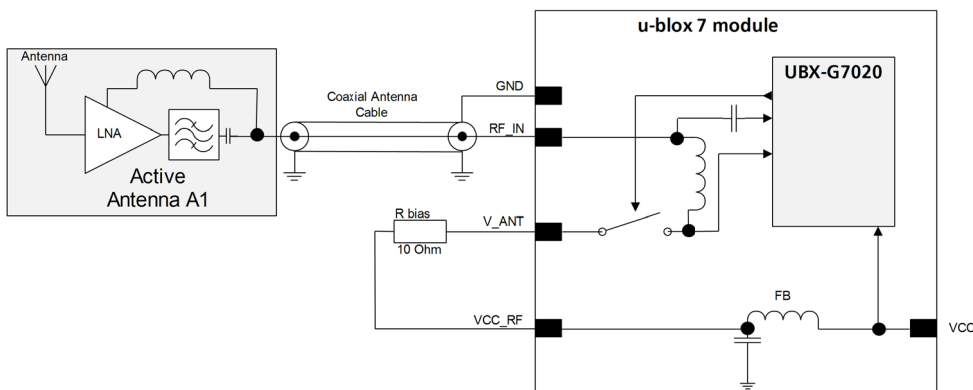 u-blox 7 module
Antenna
UBX-G7020
GND
Coaxial Antenna
Cable
LNA
RF_IN
Active
Antenna A1
R bias
V_ANT
10 Ohm
FB
VCC_RF
VCC